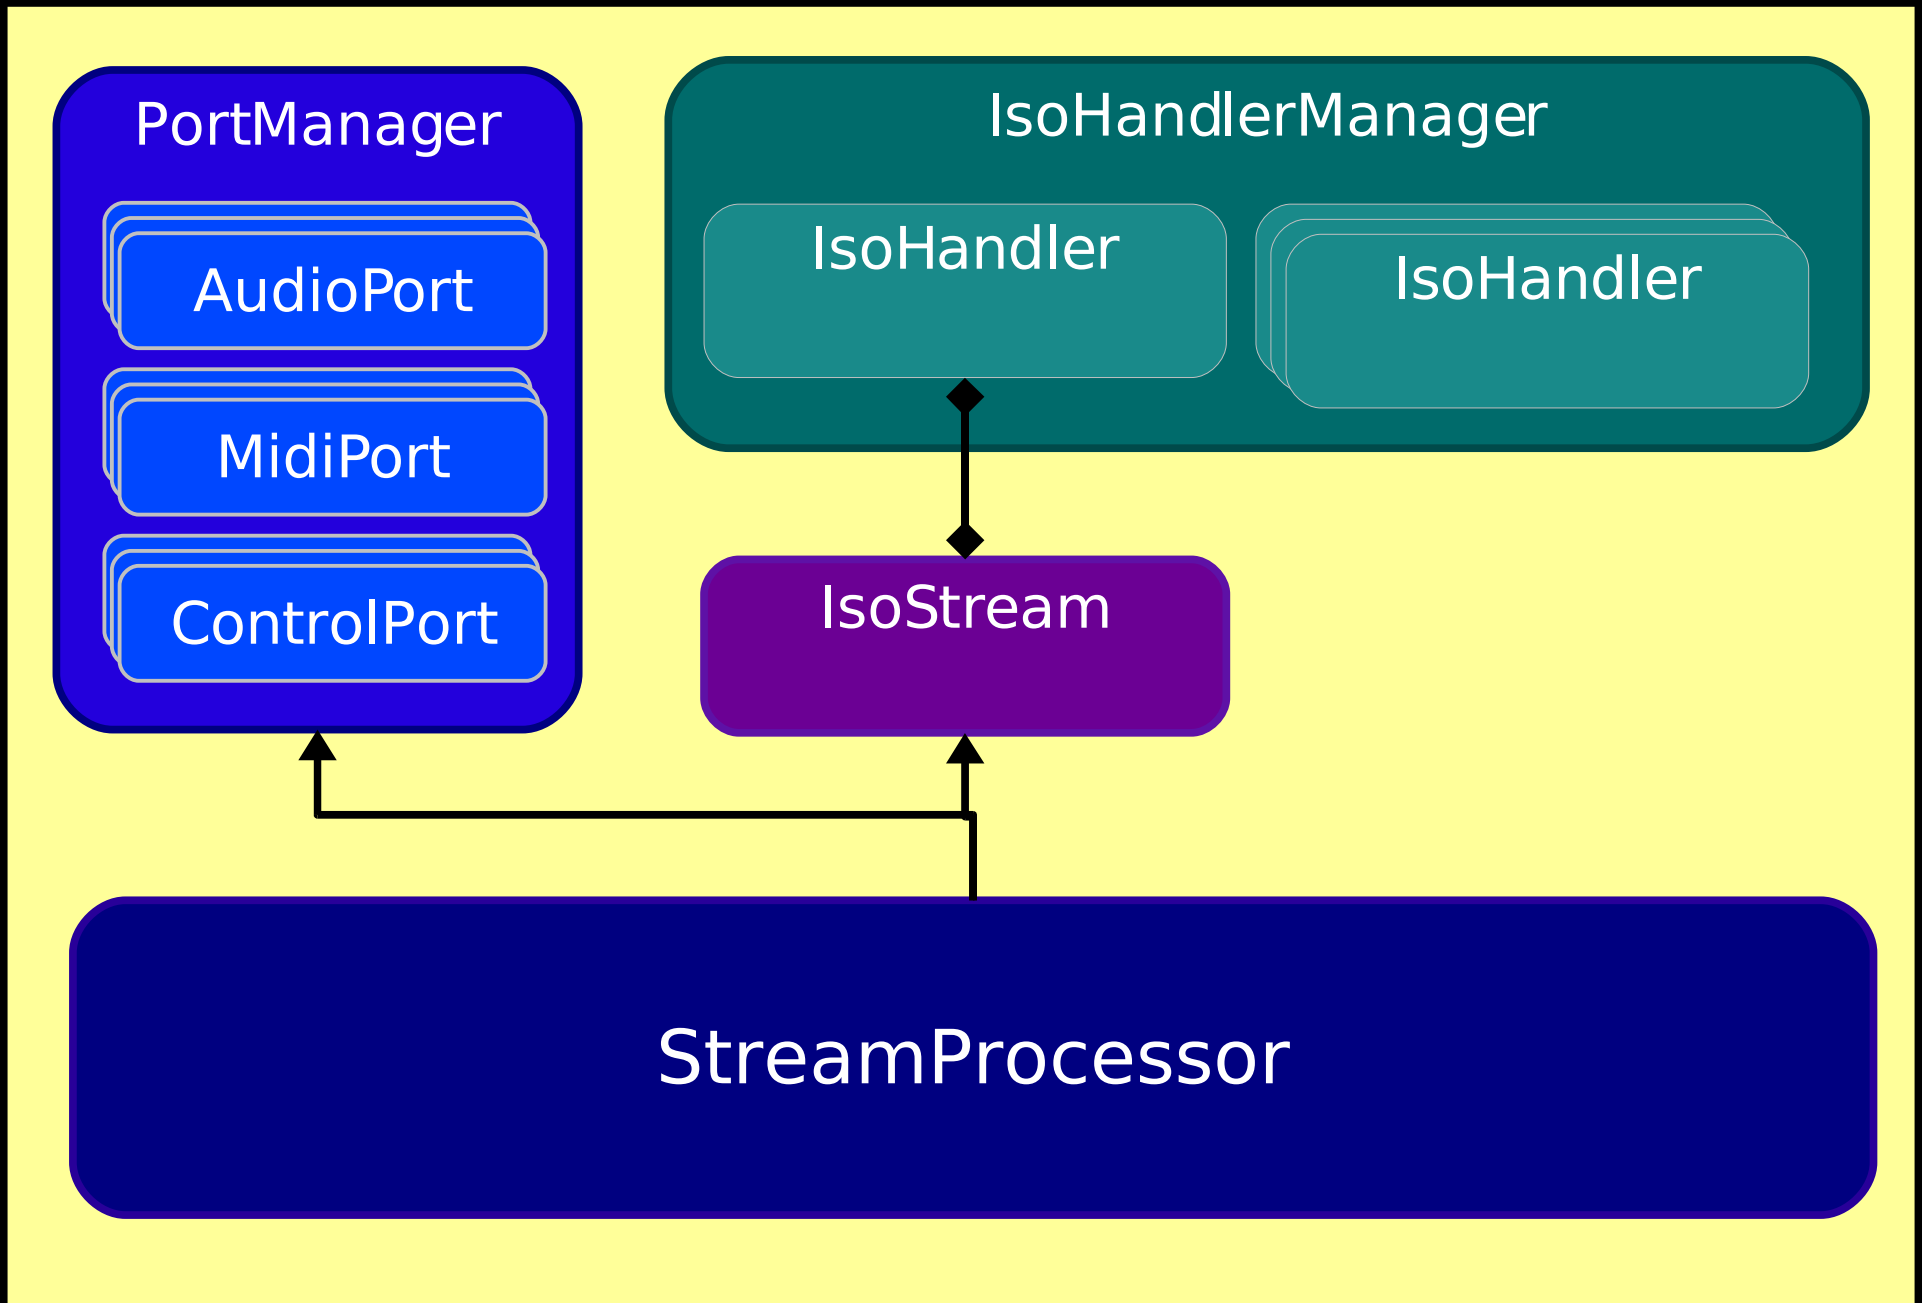 PortManager
AudioPort
MidiPort
ControlPort
IsoHandlerManager
IsoHandler
IsoHandler
IsoStream
StreamProcessor